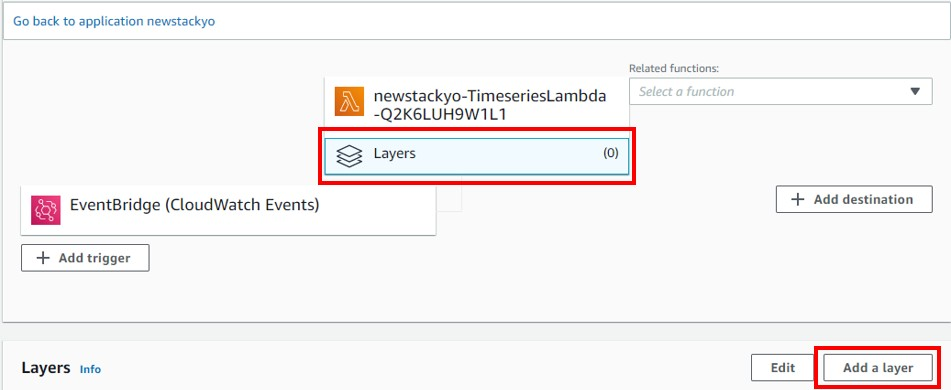 Go back to application newstackyo
Related functions:
newstackyo-TimeseriesLambda
-Q2K6LUH9W1L1
Select a function
Layers (0)
EventBridge (CloudWatch Events)
Add destination
Add trigger
Layers Info
Edit
Add a layer